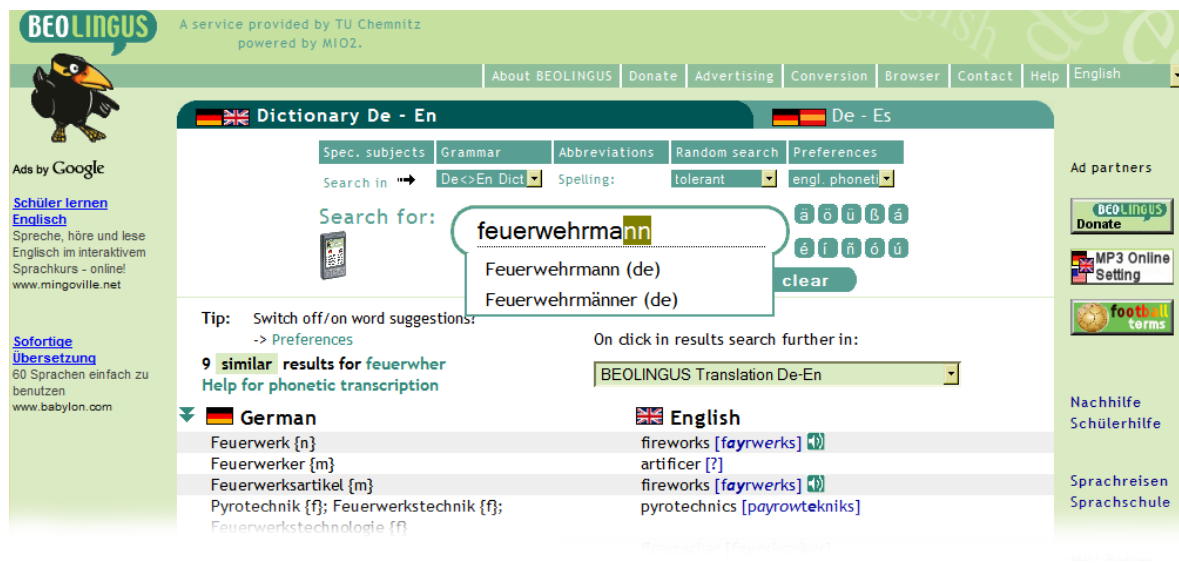 BEOLINGUS
A service provided by TU Chemnitz
powered by MIO2.
About BEOLINGUS Donate Advertising Conversion Browser Contact Help English
Dictionary De - En
De - Es
Spec. subjects Grammar Abbreviations Random search Preferences
Search in De<>En Dict Spelling: tolerant engl. phoneti
Search for:
feuerwehrmann
ä ö ü ß á
é í ñ ó ú
Feuerwehrmann (de)
Feuerwehrmänner (de)
clear
Ads by Google
Schüler lernen
Englisch
Spreche, höre und lese
Englisch im interaktivem
Sprachkurs - online!
www.mingoville.net
Sofortige
Übersetzung
60 Sprachen einfach zu
benutzen
www.babylon.com
Tip: Switch off/on word suggestions:
-> Preferences
9 similar results for feuerwher
Help for phonetic transcription
On click in results search further in:
BEOLINGUS Translation De-En
German English
Feuerwerk {n} fireworks [fayrwerks]
Feuerwerker {m} artificer [?]
Feuerwerksartikel {m} fireworks [fayrwerks]
Pyrotechnik {f}; Feuerwerkstechnik {f}; pyrotechnics [payrowtekniks]
Feuerwerkstechnologie {f}
Ad partners
BEOLINGUS
Donate
MP3 Online
Setting
football
terms
Nachhilfe
Schülerhilfe
Sprachreisen
Sprachschule